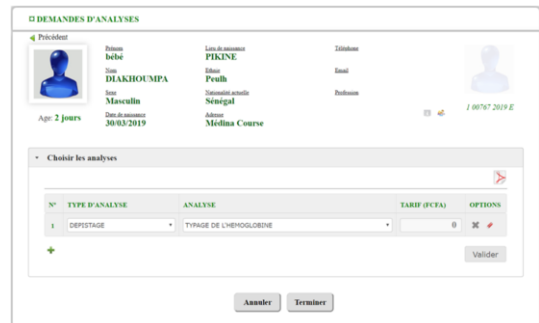 DEMANDES D'ANALYSES
Précédent
Prénom
bébé
Lieu de naissance
PIKINE
Téléphone
Nom
DIAKHOUMPA
Ethnie
Peulh
Email
Sexe
Masculin
Nationalité actuelle
Sénégal
Profession
Age: 2 jours
Date de naissance
30/03/2019
Adresse
Médina Course
1 00767 2019 E
Choisir les analyses
N° TYPE D'ANALYSE ANALYSE TARIF (FCFA) OPTIONS
1 DEPISTAGE TYPAGE DE L'HEMOGLOBINE 0
Valider
Annuler Terminer